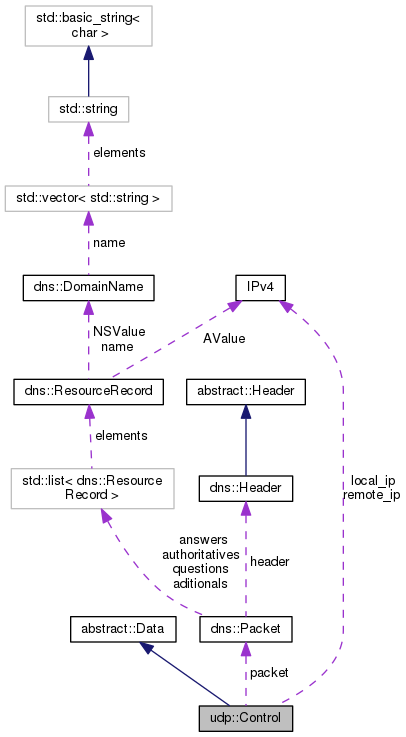 std::basic_string<
char >
std::string
elements
std::vector< std::string >
name
dns::DomainName
IPv4
NSValue
name
AValue
dns::ResourceRecord
abstract::Header
elements
std::list< dns::Resource
Record >
dns::Header
local_ip
remote_ip
answers
authoritatives
questions
aditionals
header
abstract::Data
dns::Packet
packet
udp::Control